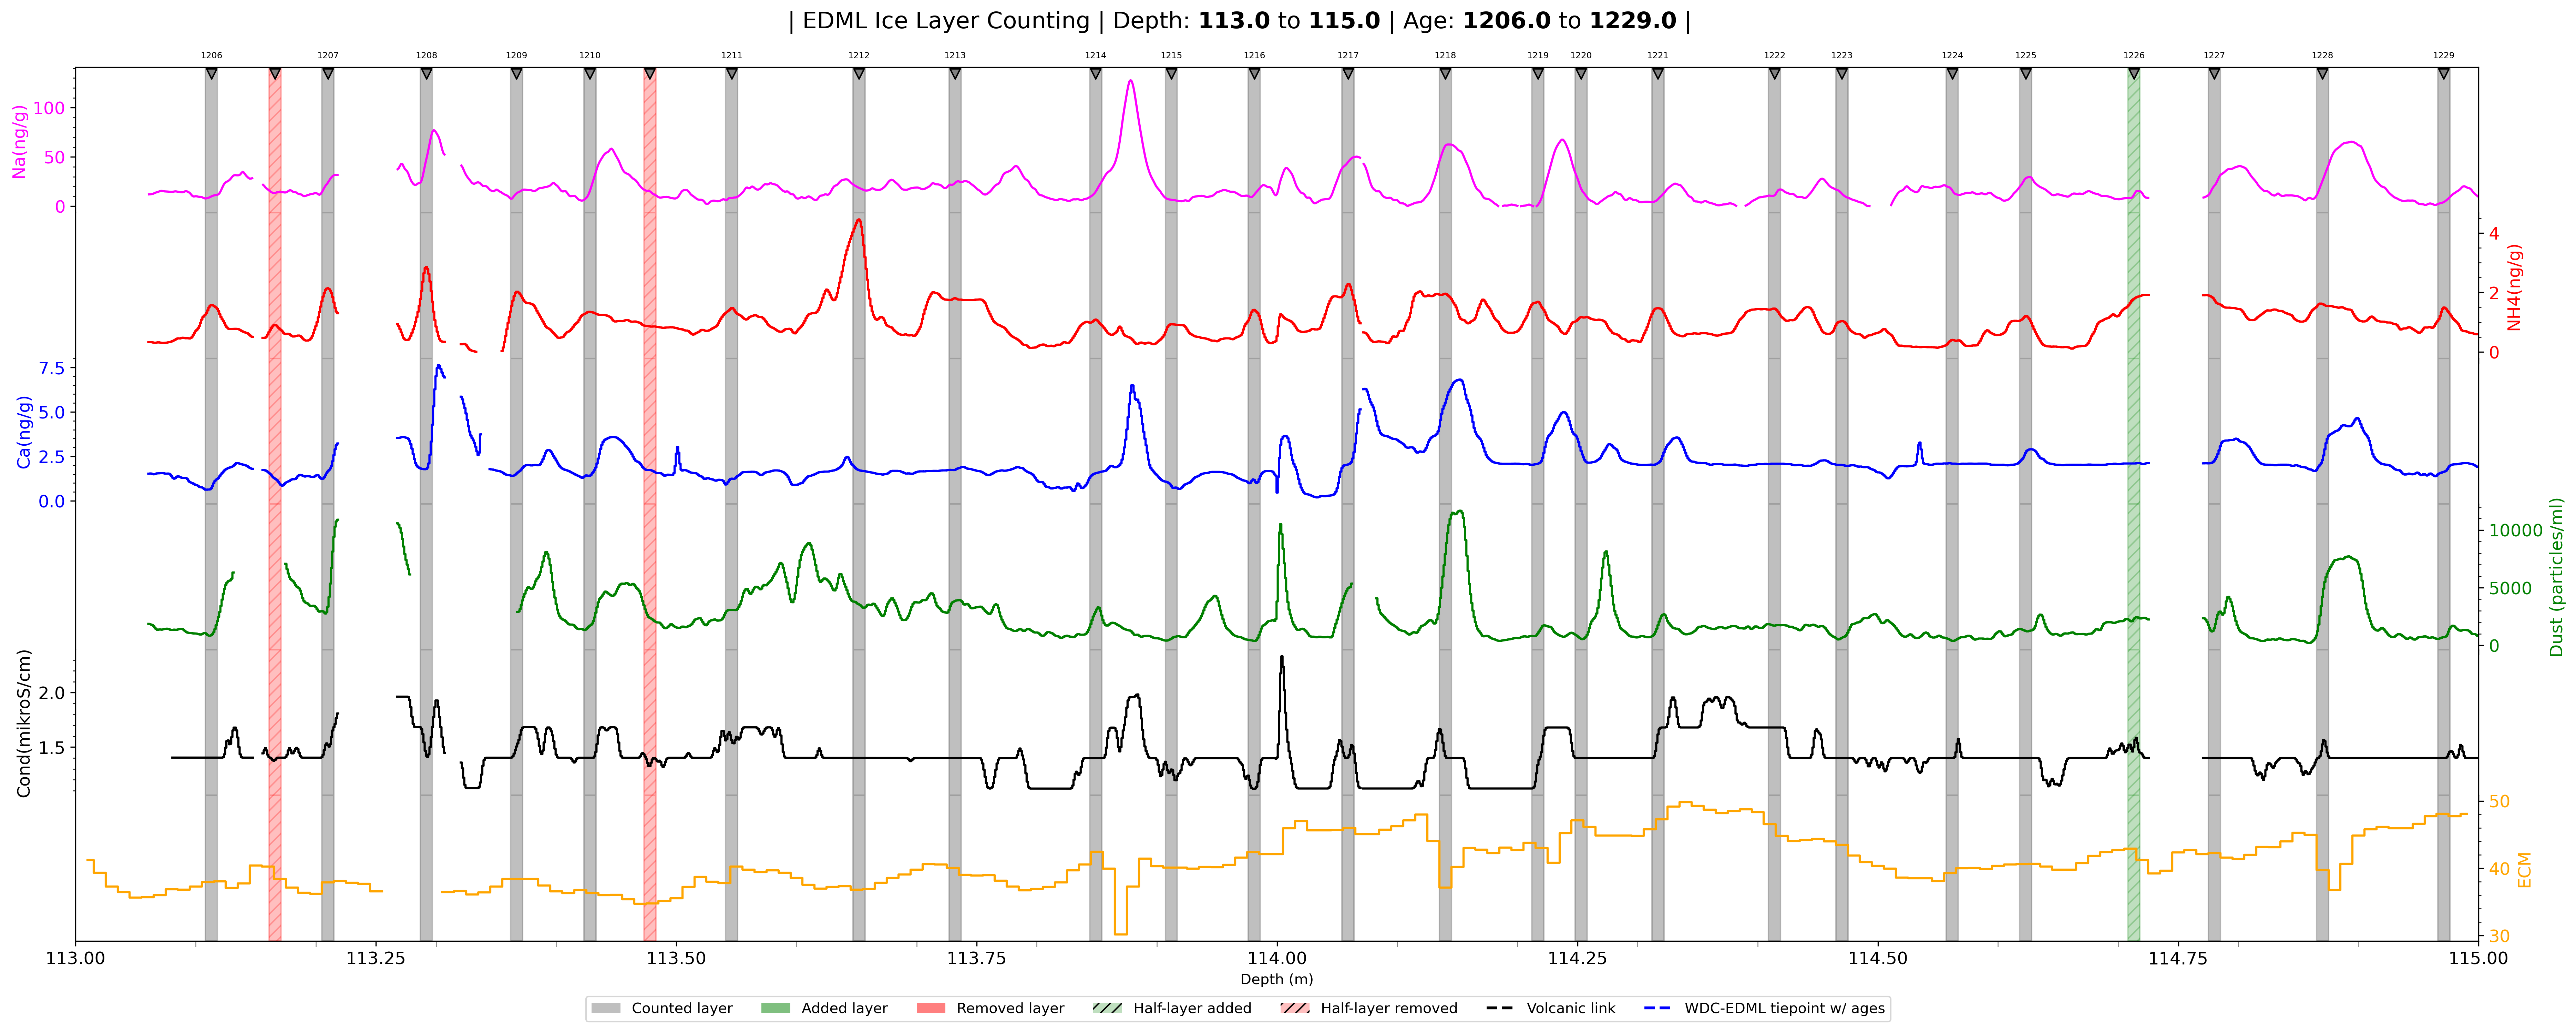 | EDML Ice Layer Counting | Depth: 113.0 to 115.0 | Age: 1206.0 to 1229.0 |
1206 1207 1208 1209 1210 1211 1212 1213 1214 1215 1216 1217 1218 1219 1220 1221 1222 1223 1224 1225 1226 1227 1228 1229
Na(ng/g)
100
50
0
NH4(ng/g)
4
2
0
Ca(ng/g)
7.5
5.0
2.5
0.0
Dust (particles/ml)
10000
5000
0
Cond(mikroS/cm)
2.0
1.5
ECM
50
40
30
113.00 113.25 113.50 113.75 114.00 114.25 114.50 114.75 115.00
Depth (m)
Counted layer Added layer Removed layer Half-layer added Half-layer removed Volcanic link WDC-EDML tiepoint w/ ages